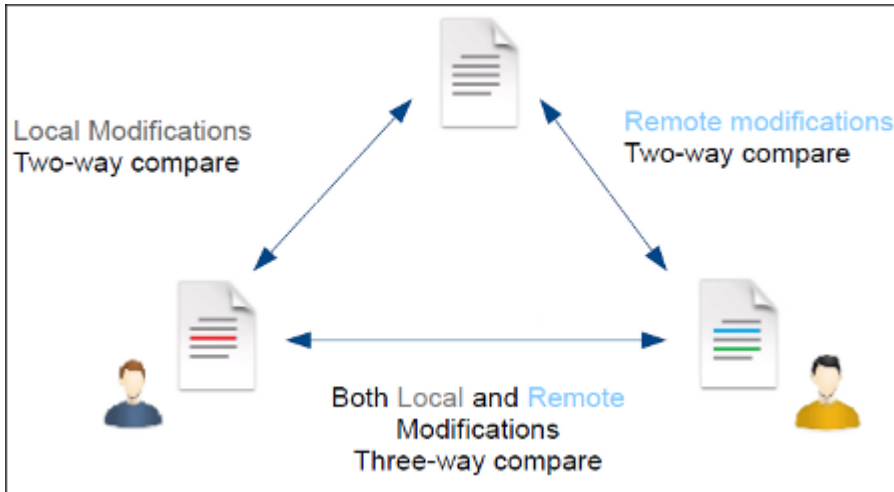 Local Modifications
Two-way compare
Remote modifications
Two-way compare
Both Local and Remote
Modifications
Three-way compare